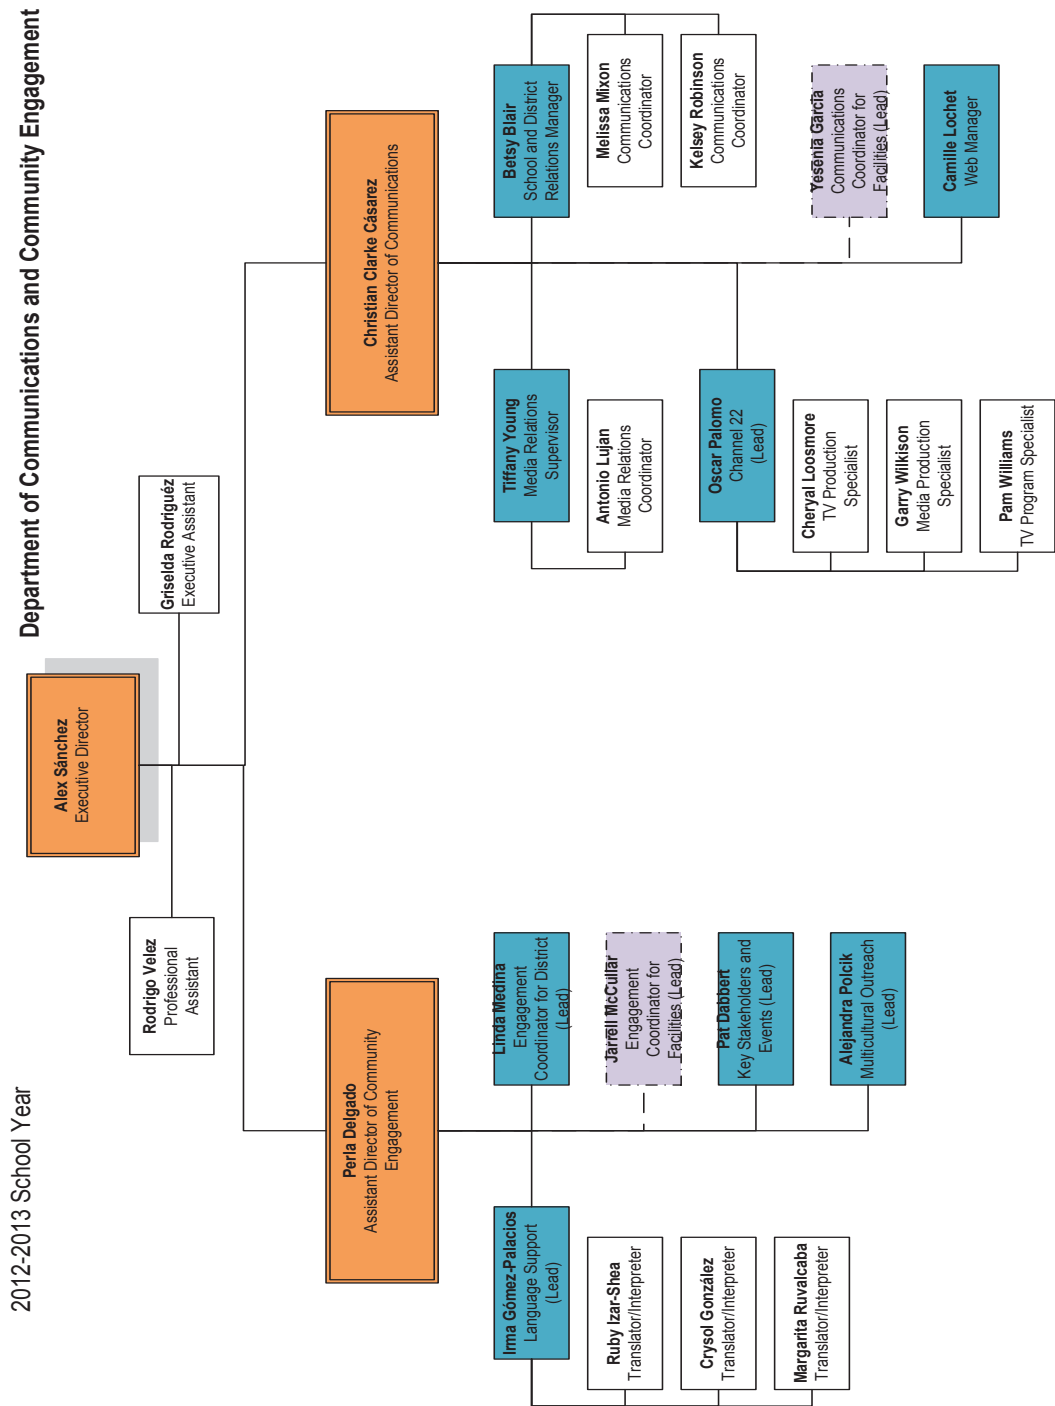 2012-2013 School Year
Department of Communications and Community Engagement
Alex Sánchez
Executive Director
Rodrigo Velez
Professional
Assistant
Griselda Rodríguéz
Executive Assistant
Perla Delgado
Assistant Director of Community
Engagement
Christian Clarke Cásarez
Assistant Director of Communications
Irma Gómez-Palacios
Language Support
(Lead)
Ruby Izar-Shea
Translator/Interpreter
Crysol González
Translator/Interpreter
Margarita Ruvalcaba
Translator/Interpreter
Linda Medina
Engagement
Coordinator for District
(Lead)
Jarrell McCullar
Engagement
Coordinator for
Facilities (Lead)
Pat Dabbert
Key Stakeholders and
Events (Lead)
Alejandra Polcik
Multicultural Outreach
(Lead)
Tiffany Young
Media Relations
Supervisor
Antonio Lujan
Media Relations
Coordinator
Oscar Palomo
Channel 22
(Lead)
Cheryal Loosmore
TV Production
Specialist
Garry Wilkison
Media Production
Specialist
Pam Williams
TV Program Specialist
Betsy Blair
School and District
Relations Manager
Melissa Mixon
Communications
Coordinator
Kelsey Robinson
Communications
Coordinator
Yesenia Garcia
Communications
Coordinator for
Facilities (Lead)
Camille Lochet
Web Manager